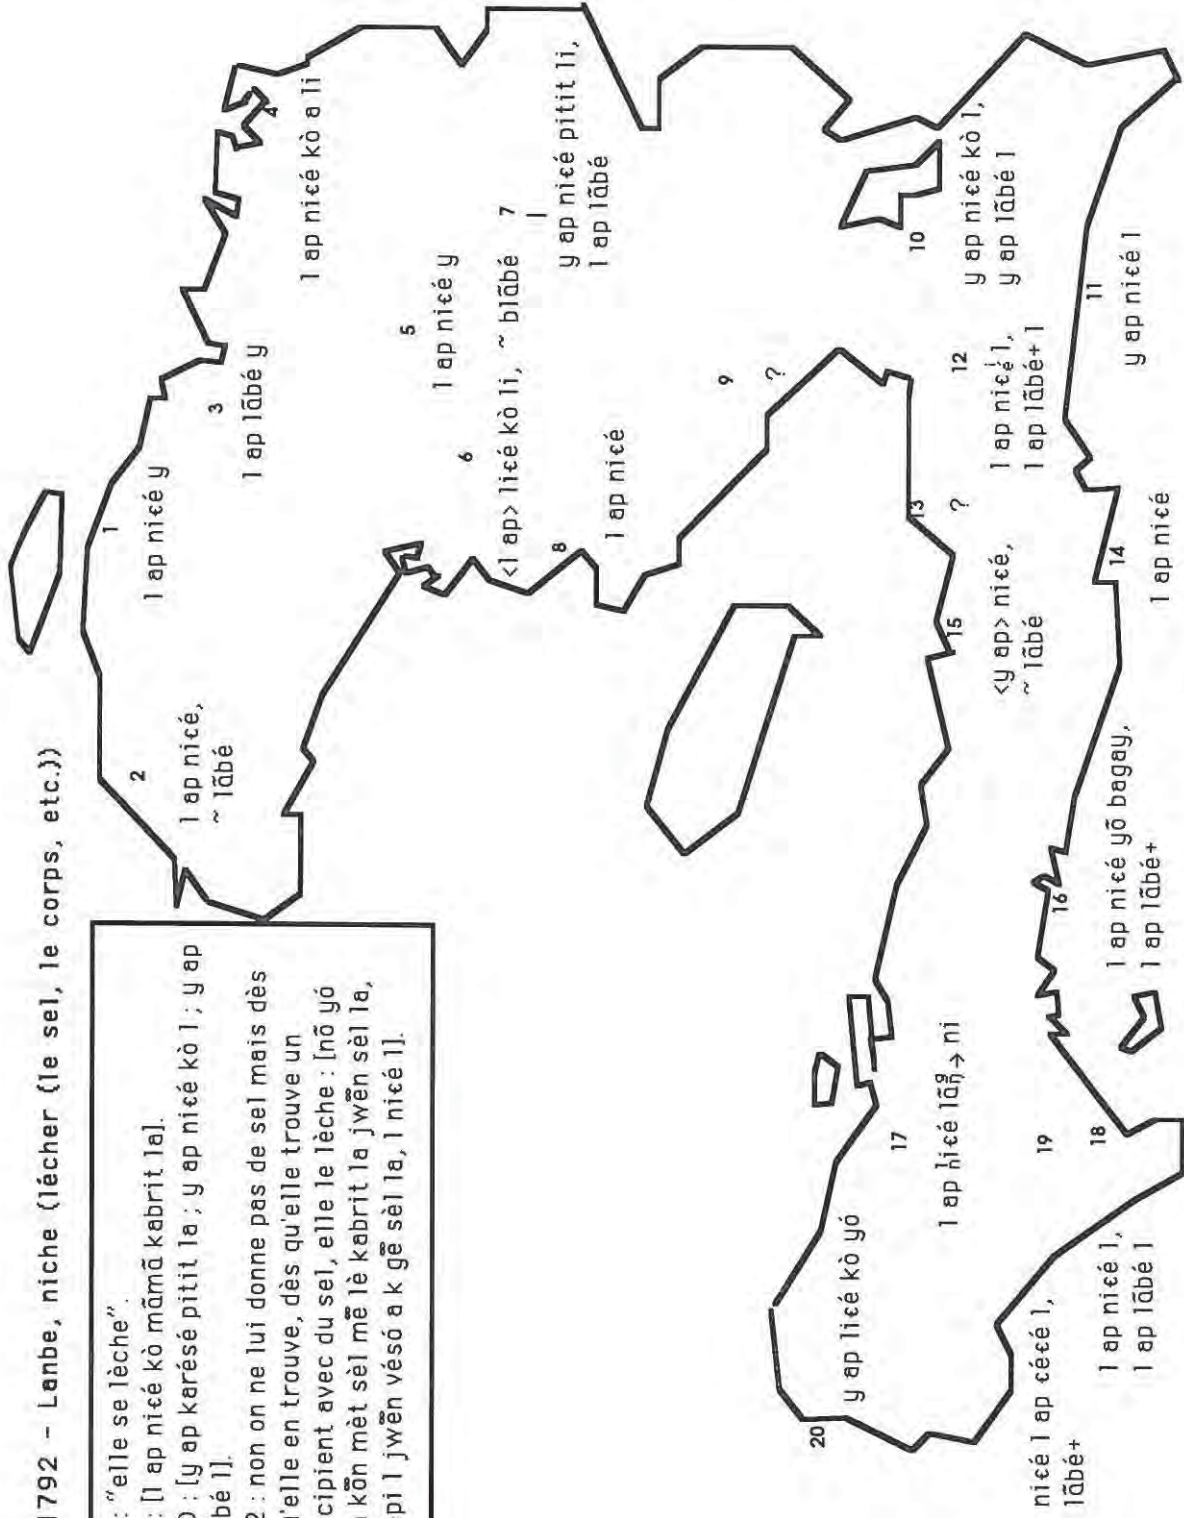 1792 - Lanbe, niche (lécher (le sel, le corps, etc.))
: "elle se lèche".
: [l ap niɛé kò mãmã kabrit la].
: [y ap karésé pitit la ; y ap niɛé kò l ; y ap
bé l].
2 : non on ne lui donne pas de sel mais dès
'elle en trouve, dès qu'elle trouve un
cipient avec du sel, elle le lèche : [nõ yó
kõn mèt sèl mẽ lè kabrit la jwẽn sèl la,
pi l jwẽn vésó a k gẽ sèl la, l niɛé l].
1
l ap niɛé y
2
l ap niɛé,
~ lãbé
3
l ap lãbé y
4
l ap niɛé kò a li
5
l ap niɛé y
6
<l ap> liɛé kò li, ~ blãbé
7
y ap niɛé pitit li,
l ap lãbé
8
l ap niɛé
9
?
10
y ap niɛé kò l,
y ap lãbé l
11
y ap niɛé l
12
l ap niɛé l,
l ap lãbé+ l
13
?
14
l ap niɛé
15
<y ap> niɛé,
~ lãbé
16
l ap niɛé yõ bagay,
l ap lãbé+
17
18
l ap niɛé l,
l ap lãbé l
19
niɛé l ap ɛéɛé l,
lãbé+
20
y ap liɛé kò yó